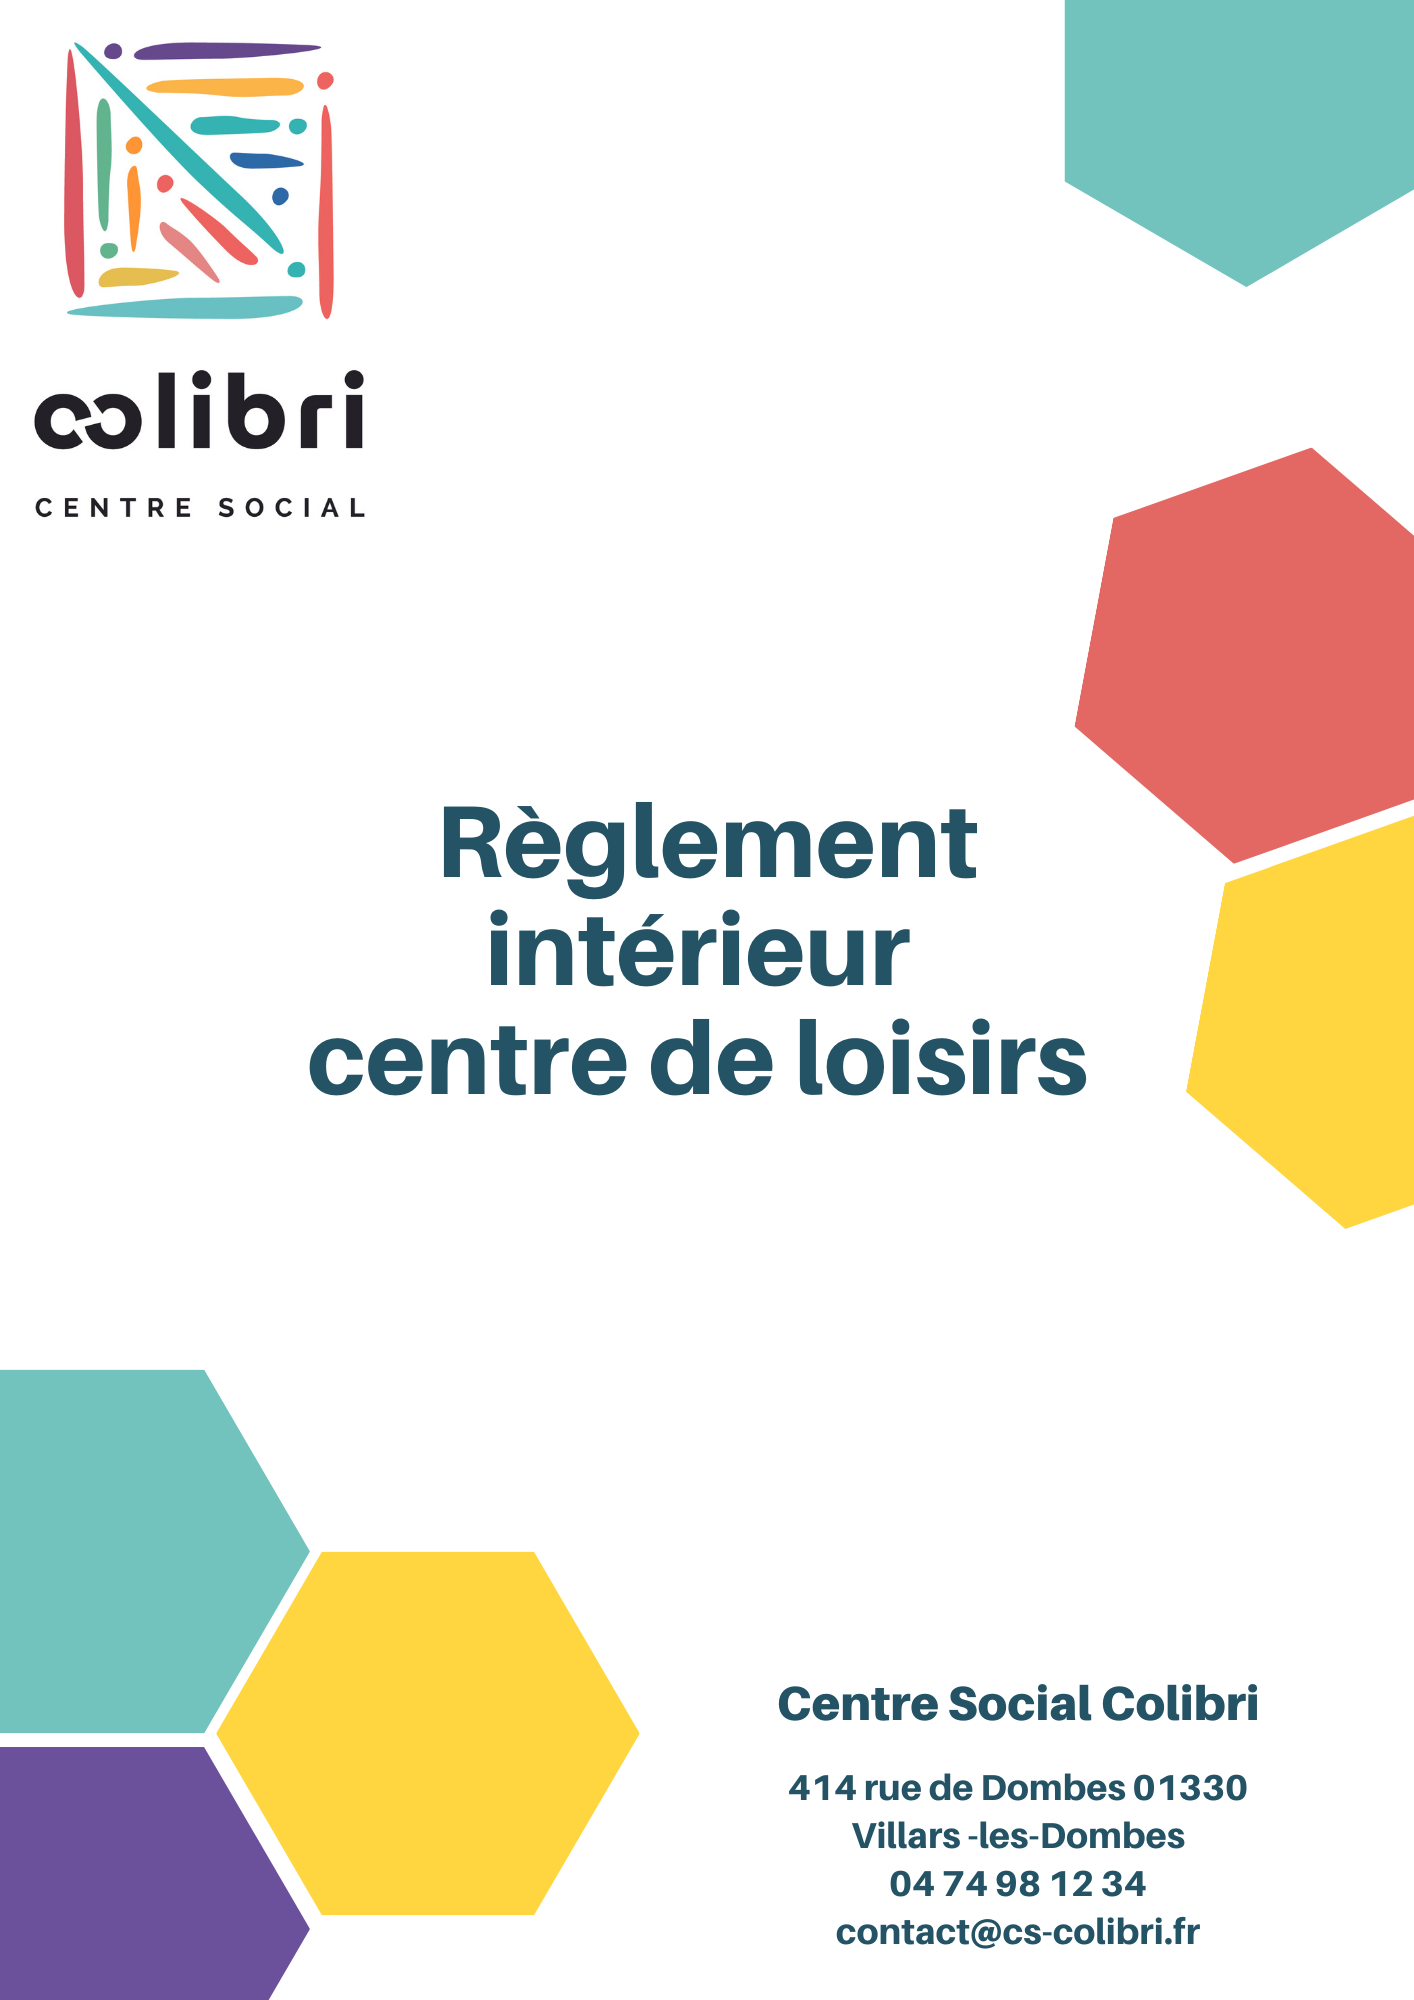 colibri
CENTRE SOCIAL
Règlement
intérieur
centre de loisirs
Centre Social Colibri
414 rue de Dombes 01330
Villars -les-Dombes
04 74 98 12 34
contact@cs-colibri.fr